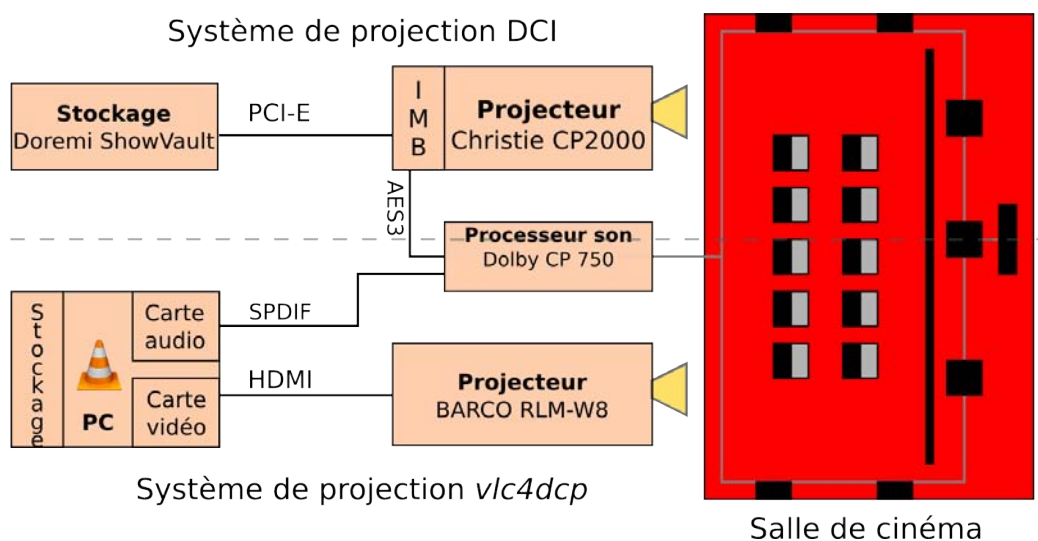 Système de projection DCI
Stockage
Doremi ShowVault
PCI-E
IMB
Projecteur
Christie CP2000
AES3
Processeur son
Dolby CP 750
Stockage
PC
Carte
audio
Carte
vidéo
SPDIF
HDMI
Projecteur
BARCO RLM-W8
Système de projection vlc4dcp
Salle de cinéma